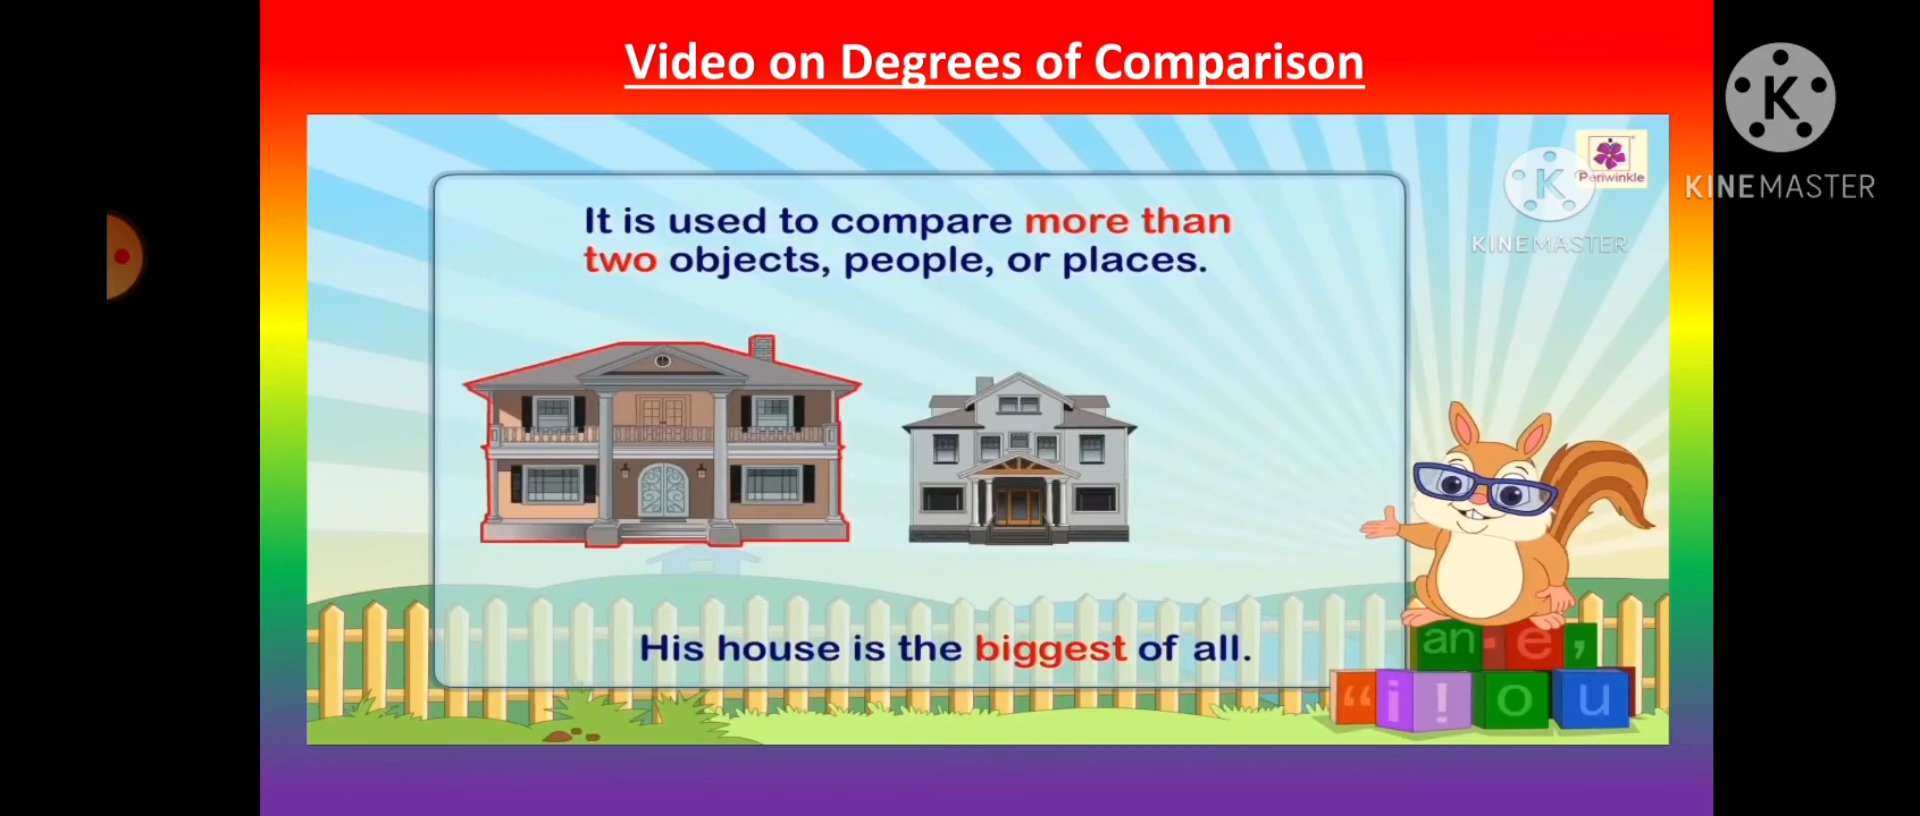 Video on Degrees of Comparison
K
KINEMASTER
Periwinkle
K
KINEMASTER
It is used to compare more than
two objects, people, or places.
His house is the biggest of all.
an - e ,
“ i ! o u